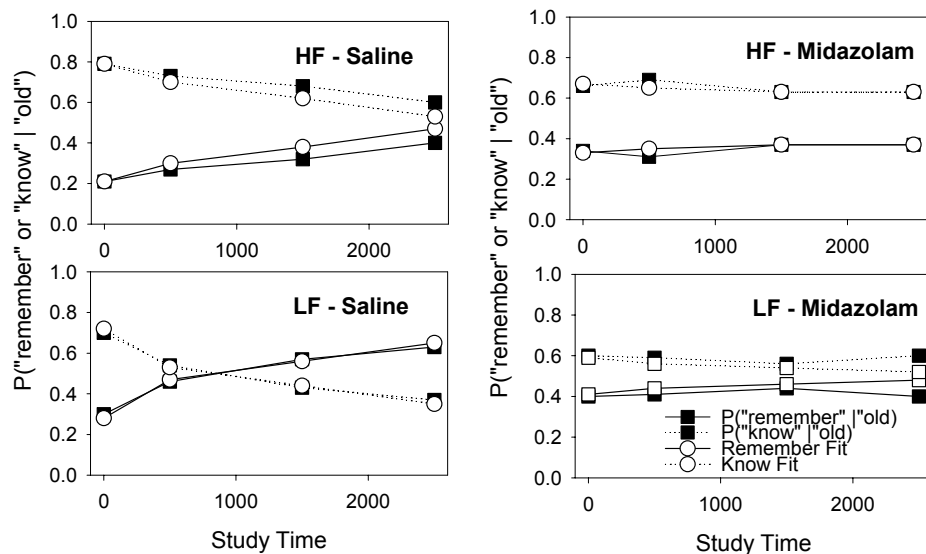 P("remember" or "know" | "old")
1.0
0.8
0.6
0.4
0.2
0.0
HF - Saline
0 1000 2000
1.0
0.8
0.6
0.4
0.2
0.0
LF - Saline
0 1000 2000
Study Time
P("remember" or "know" | "old")
1.0
0.8
0.6
0.4
0.2
0.0
HF - Midazolam
0 1000 2000
1.0
0.8
0.6
0.4
0.2
0.0
LF - Midazolam
P("remember" |"old)
P("know" |"old)
Remember Fit
Know Fit
0 1000 2000
Study Time